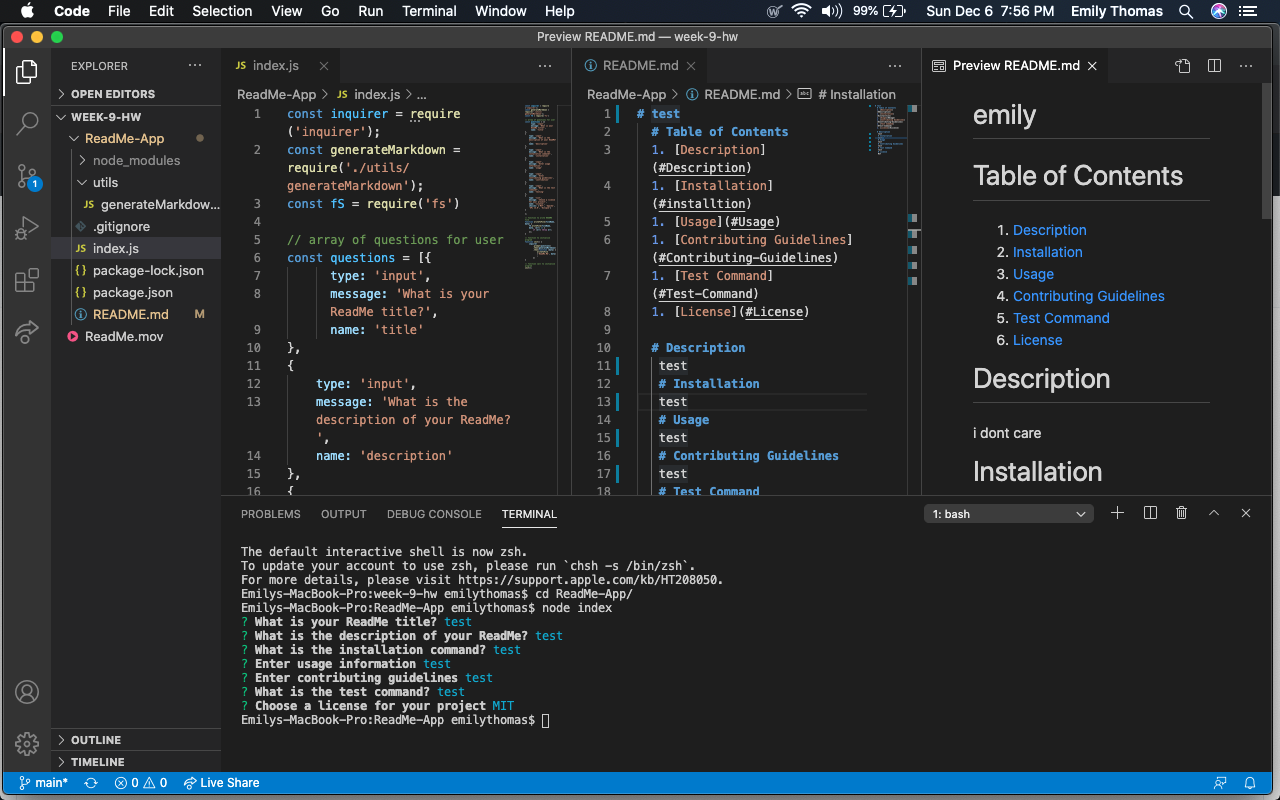 Code File Edit Selection View Go Run Terminal Window Help 99% Sun Dec 6 7:56 PM Emily Thomas
Preview README.md — week-9-hw
EXPLORER
OPEN EDITORS
WEEK-9-HW
ReadMe-App
node_modules
utils
JS generateMarkdow...
.gitignore
JS index.js
{} package-lock.json
{} package.json
README.md M
ReadMe.mov
OUTLINE
TIMELINE
1
JS index.js
ReadMe-App > JS index.js > ...
1 const inquirer = require
('inquirer');
2 const generateMarkdown =
require('./utils/
generateMarkdown');
3 const fS = require('fs')
4
5 // array of questions for user
6 const questions = [{
7 type: 'input',
8 message: 'What is your
ReadMe title?',
9 name: 'title'
10 },
11 {
12 type: 'input',
13 message: 'What is the
description of your ReadMe?
',
14 name: 'description'
15 },
16 {
README.md
ReadMe-App > README.md > # Installation
1 # test
2 # Table of Contents
3 1. [Description]
(#Description)
4 1. [Installation]
(#installtion)
5 1. [Usage](#Usage)
6 1. [Contributing Guidelines]
(#Contributing-Guidelines)
7 1. [Test Command]
(#Test-Command)
8 1. [License](#License)
9
10 # Description
11 test
12 # Installation
13 test
14 # Usage
15 test
16 # Contributing Guidelines
17 test
18 # Test Command
Preview README.md
emily
Table of Contents
1. Description
2. Installation
3. Usage
4. Contributing Guidelines
5. Test Command
6. License
Description
i dont care
Installation
PROBLEMS OUTPUT DEBUG CONSOLE TERMINAL 1: bash
The default interactive shell is now zsh.
To update your account to use zsh, please run `chsh -s /bin/zsh`.
For more details, please visit https://support.apple.com/kb/HT208050.
Emilys-MacBook-Pro:week-9-hw emilythomas$ cd ReadMe-App/
Emilys-MacBook-Pro:ReadMe-App emilythomas$ node index
? What is your ReadMe title? test
? What is the description of your ReadMe? test
? What is the installation command? test
? Enter usage information test
? Enter contributing guidelines test
? What is the test command? test
? Choose a license for your project MIT
Emilys-MacBook-Pro:ReadMe-App emilythomas$
main* 0 0 Live Share